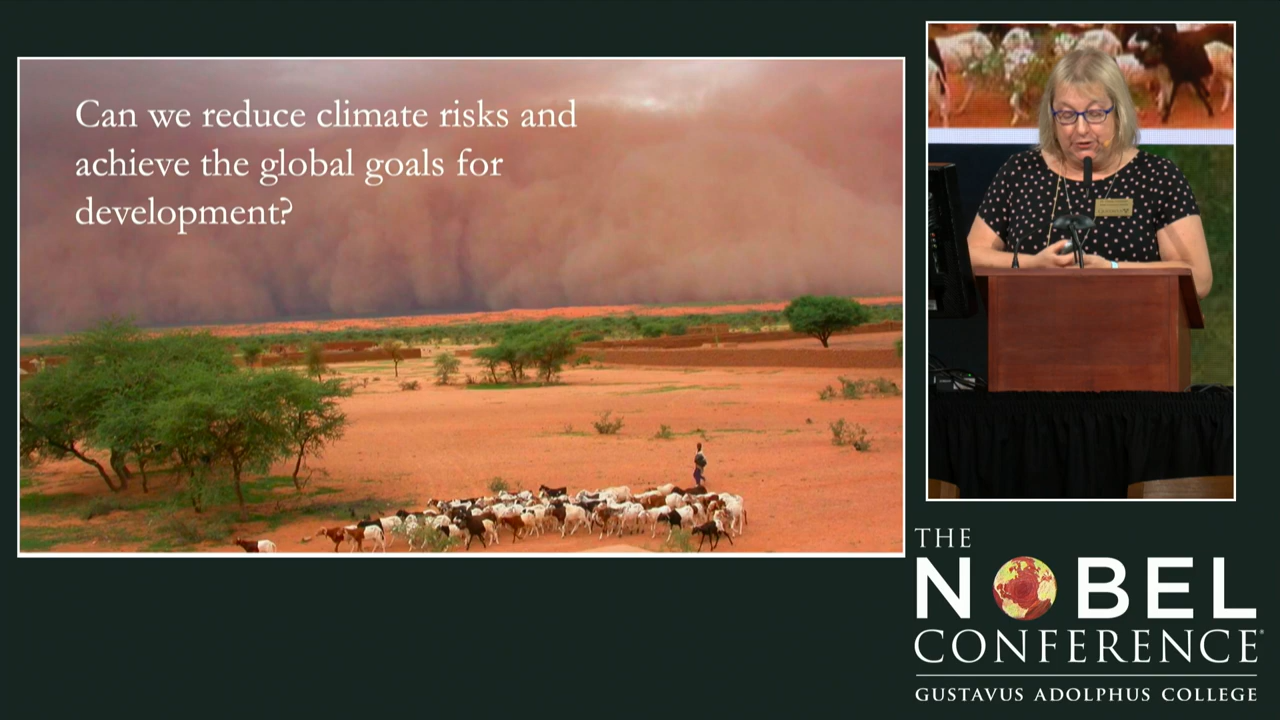 Can we reduce climate risks and
achieve the global goals for
development?
THE
NOBEL
CONFERENCE
GUSTAVUS ADOLPHUS COLLEGE